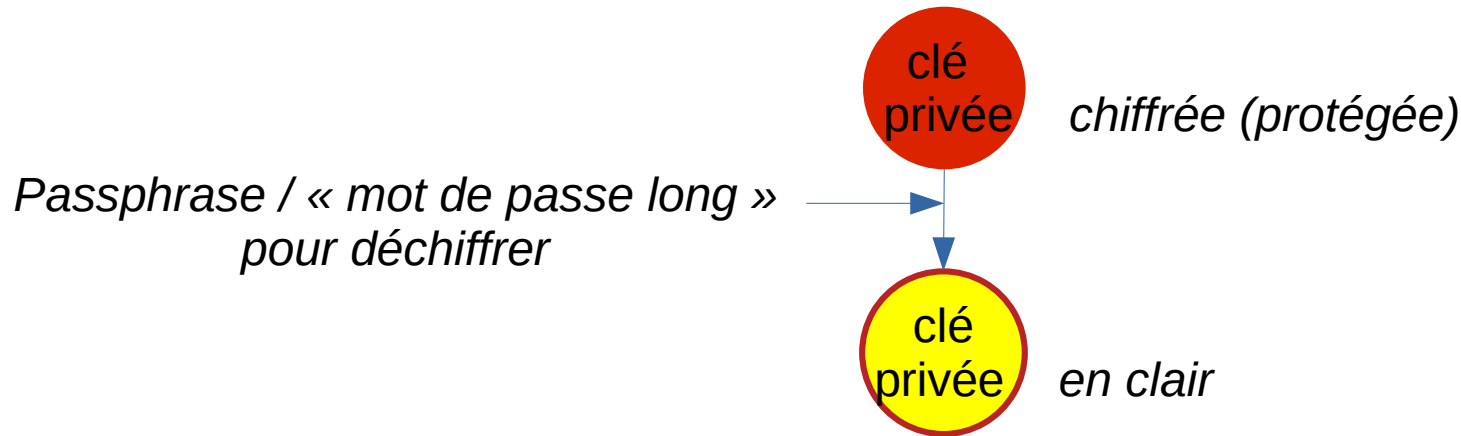 clé
privée
chiffrée (protégée)
Passphrase / « mot de passe long »
pour déchiffrer
clé
privée
en clair